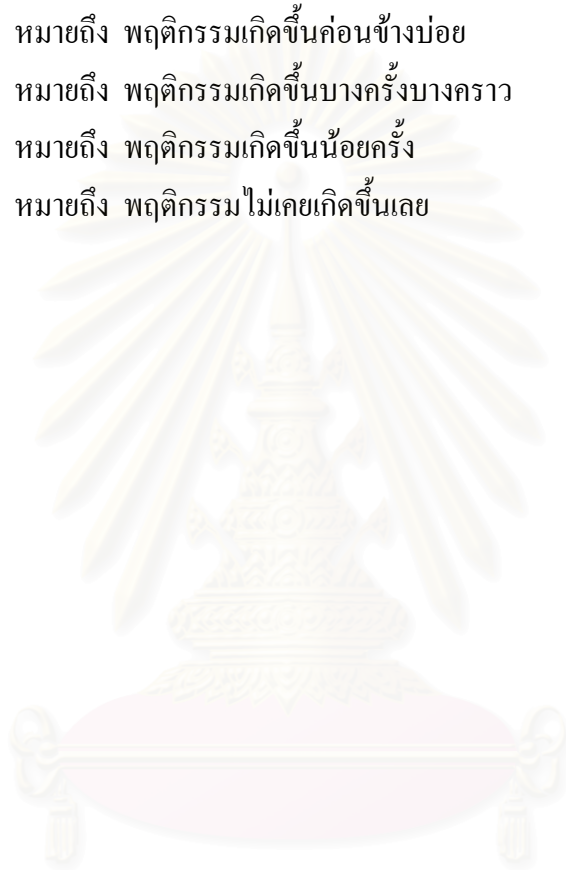 หมายถึง พฤติกรรมเกิดขึ้นค่อนข้างบ่อย
หมายถึง พฤติกรรมเกิดขึ้นบางครั้งบางคราว
หมายถึง พฤติกรรมเกิดขึ้นน้อยครั้ง
หมายถึง พฤติกรรมไม่เคยเกิดขึ้นเลย